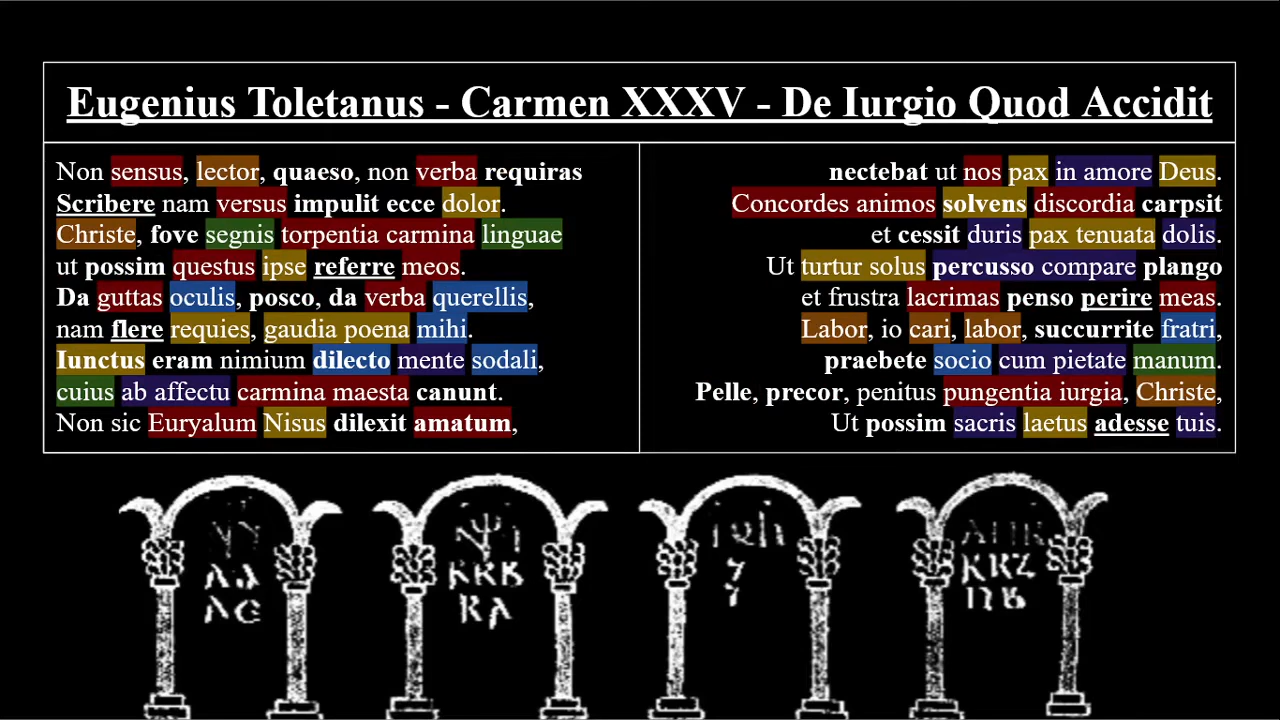 Eugenius Toletanus - Carmen XXXV - De Iurgio Quod Accidit
Non sensus, lector, quaeso, non verba requiras
Scribere nam versus impulit ecce dolor.
Christe, fove segnis torpentia carmina linguae
ut possim questus ipse referre meos.
Da guttas oculis, posco, da verba querellis,
nam flere requies, gaudia poena mihi.
Iunctus eram nimium dilecto mente sodali,
cuius ab affectu carmina maesta canunt.
Non sic Euryalum Nisus dilexit amatum,
nectebat ut nos pax in amore Deus.
Concordes animos solvens discordia carpsit
et cessit duris pax tenuata dolis.
Ut turtur solus percusso compare plango
et frustra lacrimas penso perire meas.
Labor, io cari, labor, succurrite fratri,
praebete socio cum pietate manum.
Pelle, precor, penitus pungentia iurgia, Christe,
Ut possim sacris laetus adesse tuis.